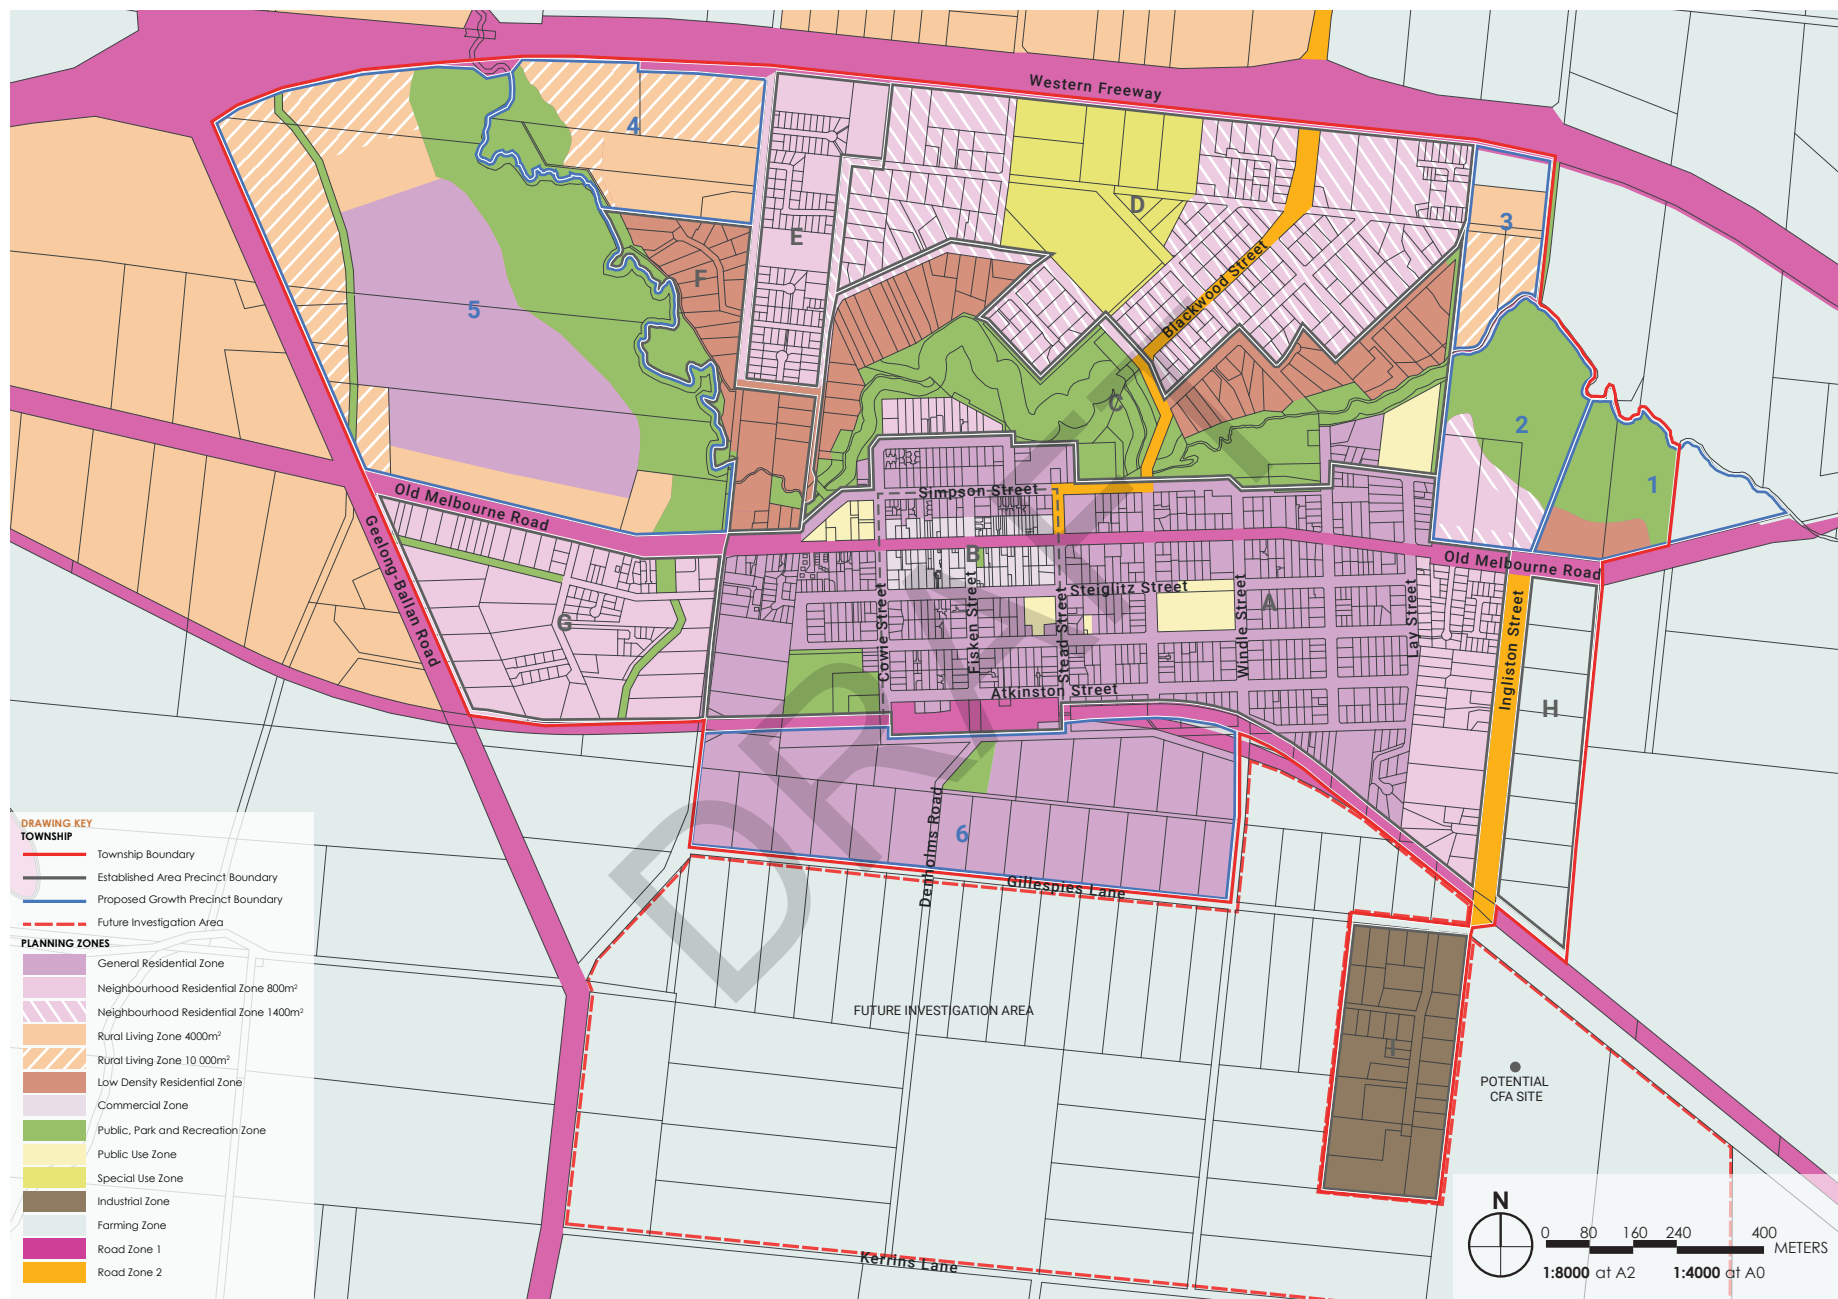 Western Freeway
4
3
D
E
F
Blackwood Street
5
C
2
1
Simpson Street
Old Melbourne Road
B
Old Melbourne Road
Geelong-Ballan Road
Cowie Street
Fisken Street
Stead Street
Steiglitz Street
Windle Street
A
Lay Street
Inglistion Street
G
H
Atkinston Street
DRAFT
6
Denholms Road
Gillespies Lane
FUTURE INVESTIGATION AREA
I
POTENTIAL
CFA SITE
Kerrins Lane
DRAWING KEY
TOWNSHIP
Township Boundary
Established Area Precinct Boundary
Proposed Growth Precinct Boundary
Future Investigation Area
PLANNING ZONES
General Residential Zone
Neighbourhood Residential Zone 800m²
Neighbourhood Residential Zone 1400m²
Rural Living Zone 4000m²
Rural Living Zone 10 000m²
Low Density Residential Zone
Commercial Zone
Public, Park and Recreation Zone
Public Use Zone
Special Use Zone
Industrial Zone
Farming Zone
Road Zone 1
Road Zone 2
N
0 80 160 240 400
METERS
1:8000 at A2 1:4000 at A0